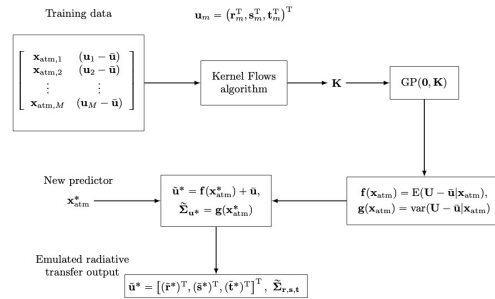 Training data
u_m = (r_m^T, s_m^T, t_m^T)^T
[ x_atm,1 (u_1 − ū)
x_atm,2 (u_2 − ū)
⋮ ⋮
x_atm,M (u_M − ū) ]
Kernel Flows
algorithm
K
GP(0, K)
New predictor
x*_atm
ũ* = f(x*_atm) + ū,
Σ̃_u* = g(x*_atm)
f(x_atm) = E(U − ū|x_atm),
g(x_atm) = var(U − ū|x_atm)
Emulated radiative
transfer output
ũ* = [(r̃*)^T, (s̃*)^T, (t̃*)^T]^T, Σ̃_r,s,t